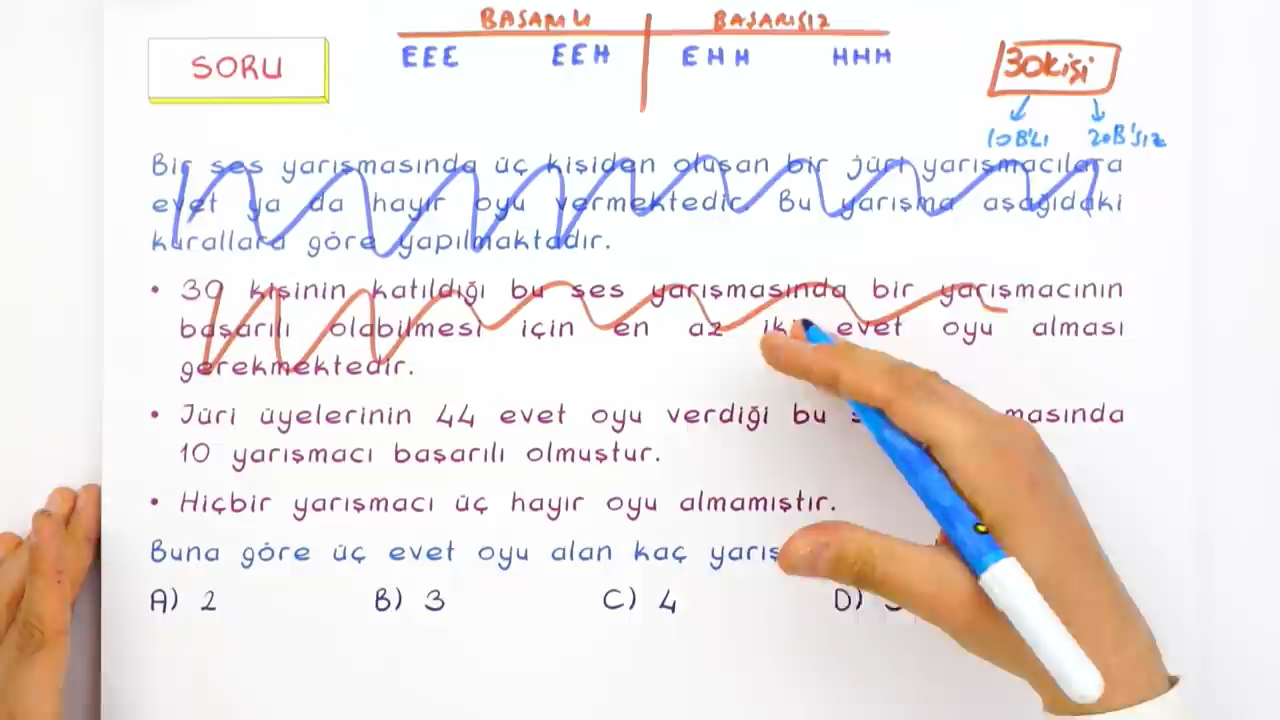 BAŞARILI BAŞARISIZ
SORU
EEE EEH EHH HHH
30 kişi
10B'LI 20B'sız
Bir ses yarışmasında üç kişiden oluşan bir jüri yarışmacılara
evet ya da hayır oyu vermektedir. Bu yarışma aşağıdaki
kurallara göre yapılmaktadır.
• 30 kişinin katıldığı bu ses yarışmasında bir yarışmacının
başarılı olabilmesi için en az iki evet oyu alması
gerekmektedir.
• Jüri üyelerinin 44 evet oyu verdiği bu
10 yarışmacı başarılı olmuştur.
• Hiçbir yarışmacı üç hayır oyu almamıştır.
Buna göre üç evet oyu alan kaç
A) 2 B) 3 C) 4 D)